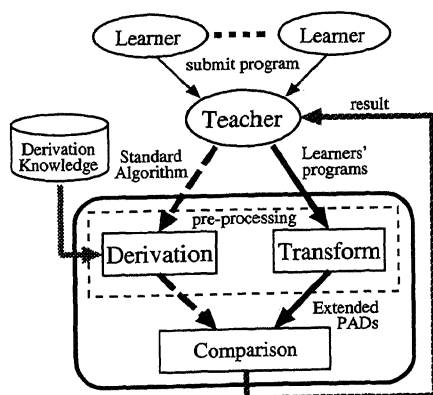 Learner
Learner
submit program
Teacher
result
Derivation
Knowledge
Standard
Algorithm
Learners'
programs
pre-processing
Derivation
Transform
Extended
PADs
Comparison